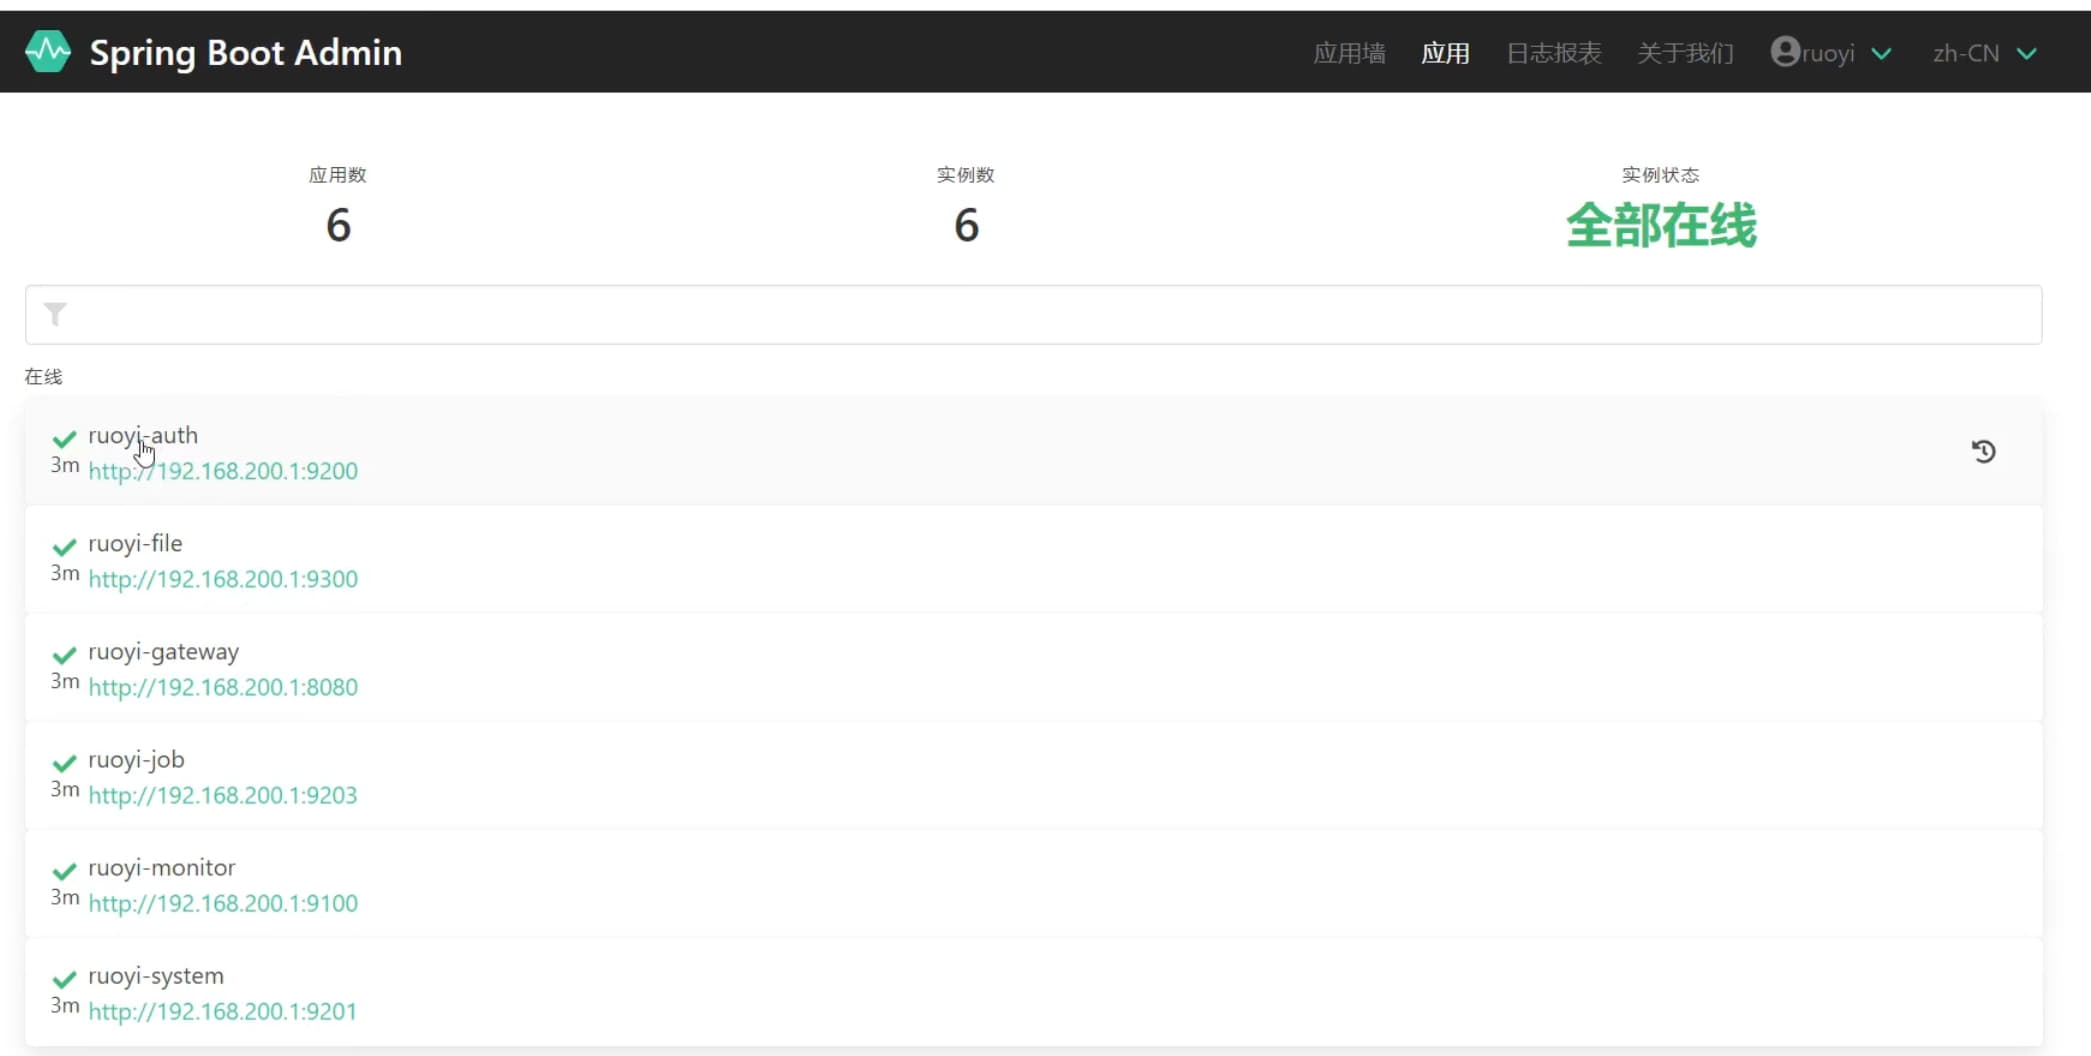 Spring Boot Admin 应用墙 应用 日志报表 关于我们 ruoyi zh-CN
应用数 实例数 实例状态
6 6 全部在线
在线
ruoyi-auth
3m http://192.168.200.1:9200
ruoyi-file
3m http://192.168.200.1:9300
ruoyi-gateway
3m http://192.168.200.1:8080
ruoyi-job
3m http://192.168.200.1:9203
ruoyi-monitor
3m http://192.168.200.1:9100
ruoyi-system
3m http://192.168.200.1:9201